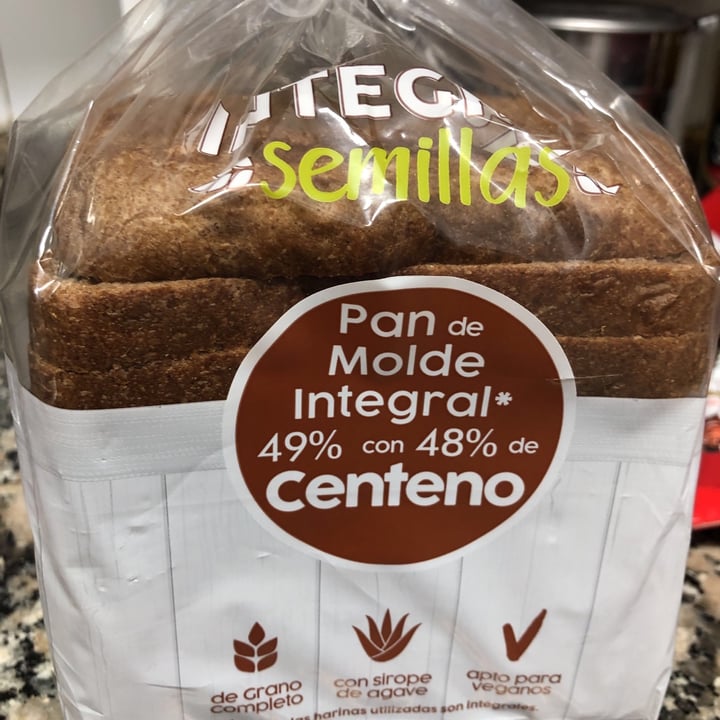 semillas
Pan de
Molde
Integral*
49% con 48% de
Centeno
de grano
completo
con sirope
de agave
apto para
veganos
las harinas utilizadas son integrales.